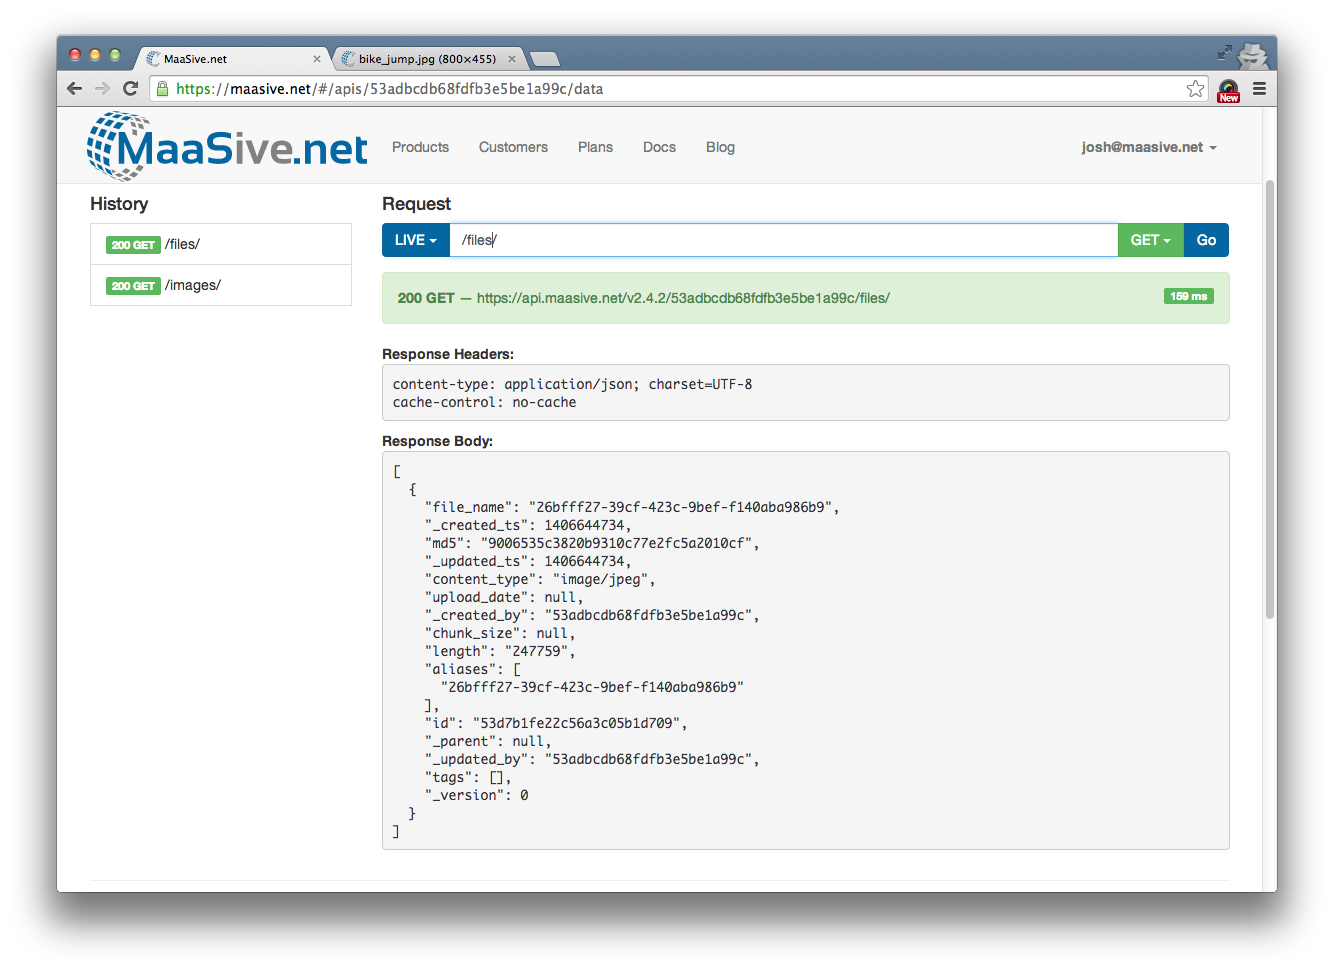 MaaSive.net
bike_jump.jpg (800×455)
https://maasive.net/#/apis/53adbcdb68fdfb3e5be1a99c/data
New
MaaSive.net
Products
Customers
Plans
Docs
Blog
josh@maasive.net
History
200 GET /files/
200 GET /images/
Request
LIVE
/files/
GET
Go
200 GET — https://api.maasive.net/v2.4.2/53adbcdb68fdfb3e5be1a99c/files/
159 ms
Response Headers:
content-type: application/json; charset=UTF-8
cache-control: no-cache
Response Body:
[
{
"file_name": "26bfff27-39cf-423c-9bef-f140aba986b9",
"_created_ts": 1406644734,
"md5": "9006535c3820b9310c77e2fc5a2010cf",
"_updated_ts": 1406644734,
"content_type": "image/jpeg",
"upload_date": null,
"_created_by": "53adbcdb68fdfb3e5be1a99c",
"chunk_size": null,
"length": "247759",
"aliases": [
"26bfff27-39cf-423c-9bef-f140aba986b9"
],
"id": "53d7b1fe22c56a3c05b1d709",
"_parent": null,
"_updated_by": "53adbcdb68fdfb3e5be1a99c",
"tags": [],
"_version": 0
}
]